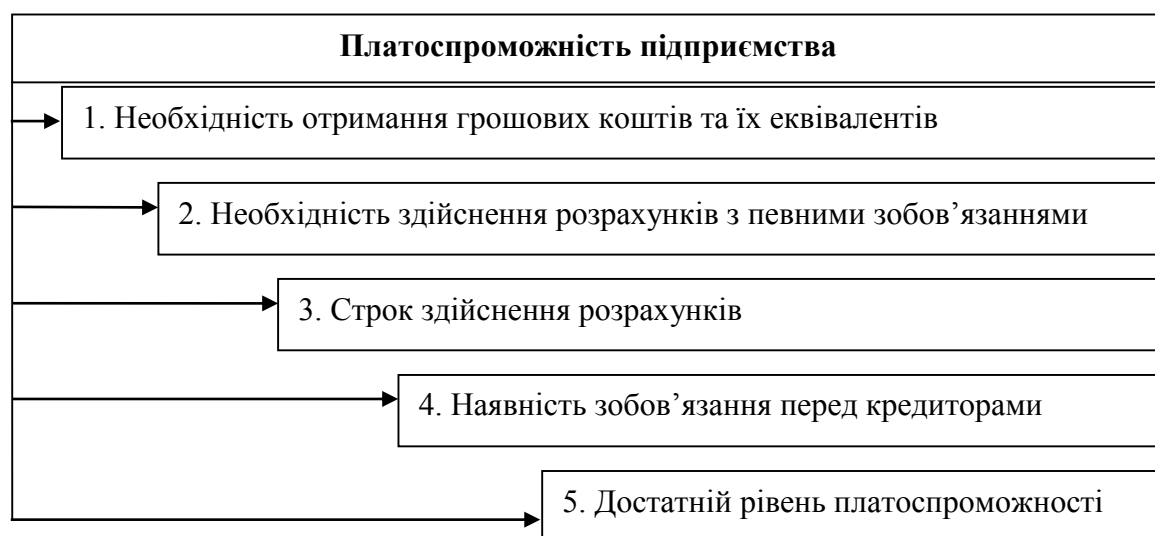 Платоспроможність підприємства
1. Необхідність отримання грошових коштів та їх еквівалентів
2. Необхідність здійснення розрахунків з певними зобов’язаннями
3. Строк здійснення розрахунків
4. Наявність зобов’язання перед кредиторами
5. Достатній рівень платоспроможності